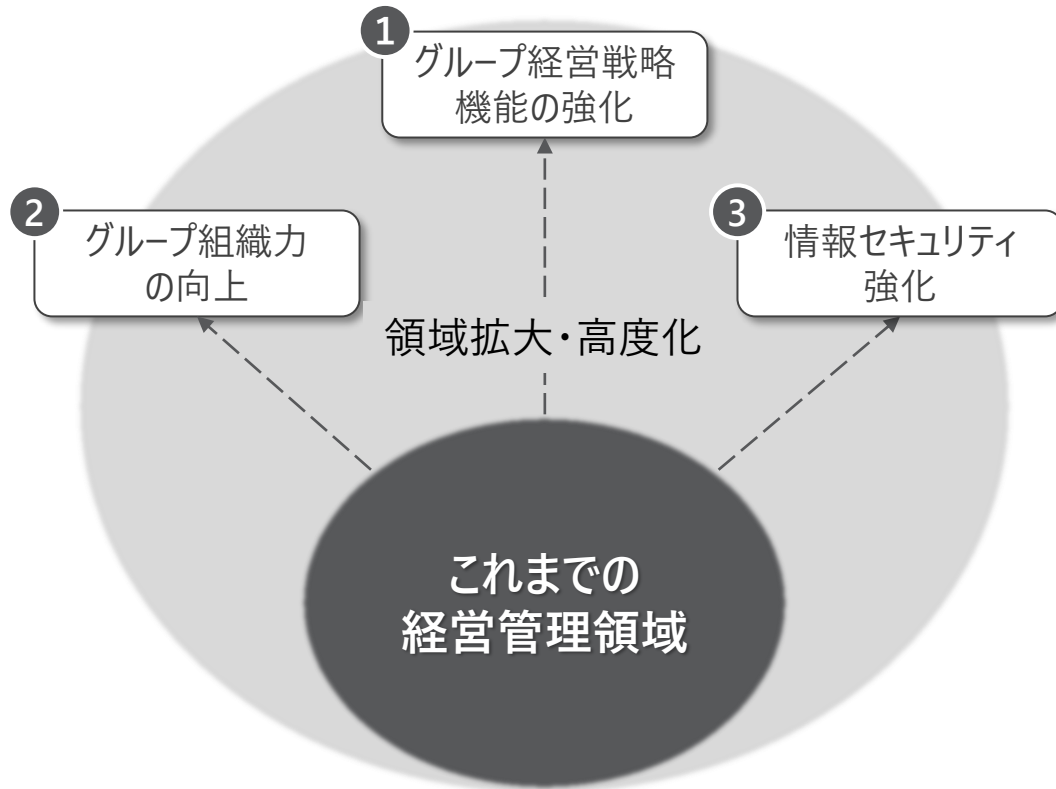 1
グループ経営戦略
機能の強化
2
グループ組織力
の向上
3
情報セキュリティ
強化
領域拡大・高度化
これまでの
経営管理領域